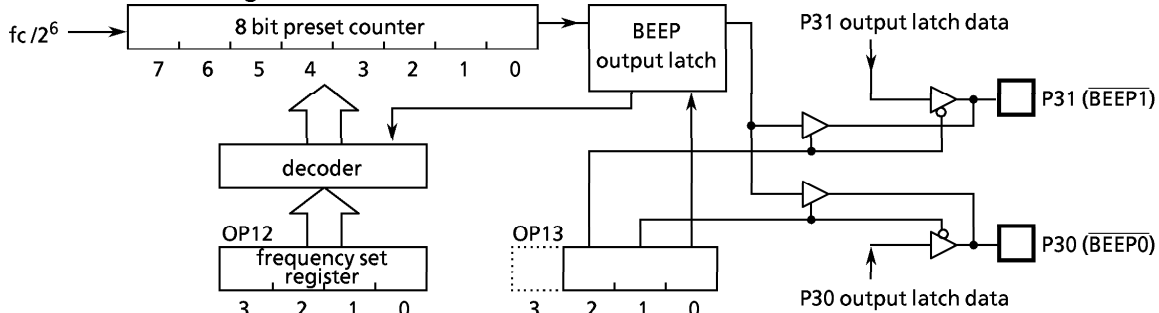 fc/2⁶
8 bit preset counter
7 6 5 4 3 2 1 0
BEEP
output latch
P31 output latch data
P31 (B̅E̅E̅P̅1̅)
decoder
OP12
frequency set
register
3 2 1 0
OP13
3 2 1 0
P30 (B̅E̅E̅P̅0̅)
P30 output latch data